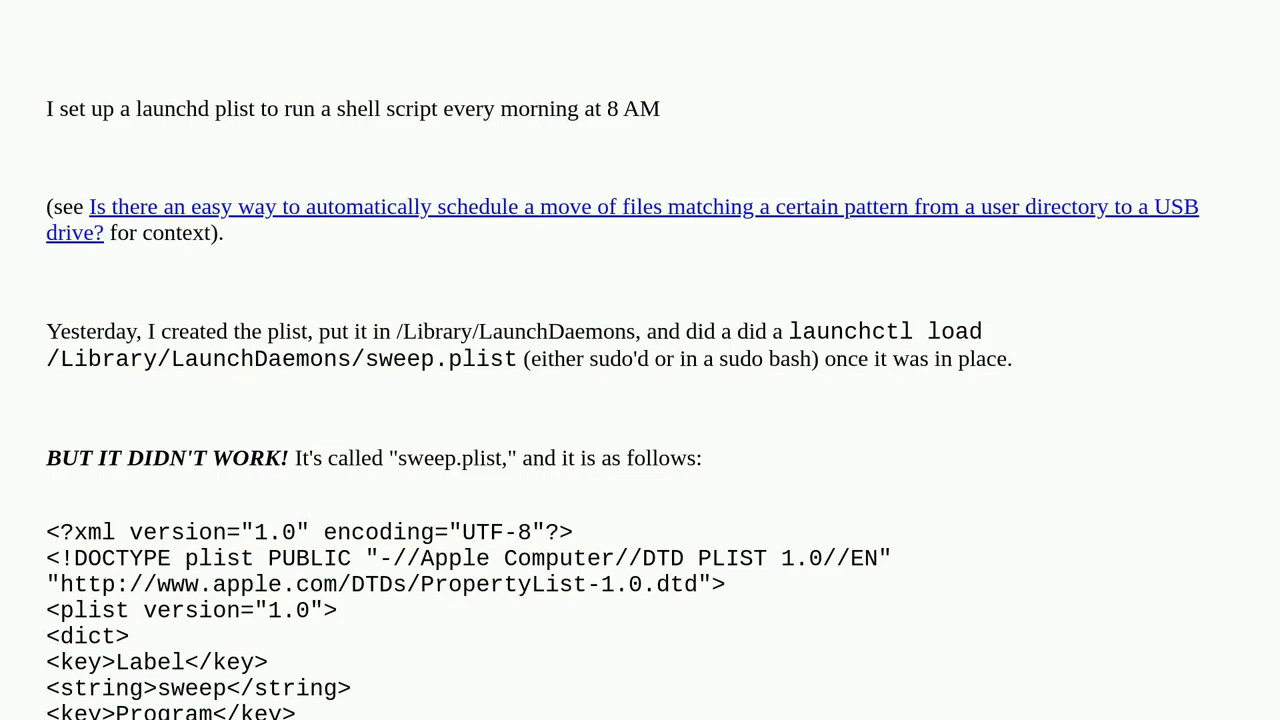 I set up a launchd plist to run a shell script every morning at 8 AM
(see Is there an easy way to automatically schedule a move of files matching a certain pattern from a user directory to a USB
drive? for context).
Yesterday, I created the plist, put it in /Library/LaunchDaemons, and did a did a launchctl load
/Library/LaunchDaemons/sweep.plist (either sudo'd or in a sudo bash) once it was in place.
BUT IT DIDN'T WORK! It's called "sweep.plist," and it is as follows:
<?xml version="1.0" encoding="UTF-8"?>
<!DOCTYPE plist PUBLIC "-//Apple Computer//DTD PLIST 1.0//EN"
"http://www.apple.com/DTDs/PropertyList-1.0.dtd">
<plist version="1.0">
<dict>
<key>Label</key>
<string>sweep</string>
<key>Program</key>